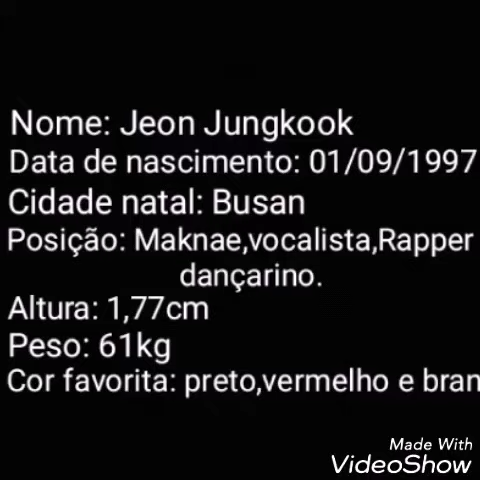 Nome: Jeon Jungkook
Data de nascimento: 01/09/1997
Cidade natal: Busan
Posição: Maknae,vocalista,Rapper
dançarino.
Altura: 1,77cm
Peso: 61kg
Cor favorita: preto,vermelho e bran
Made With
VideoShow